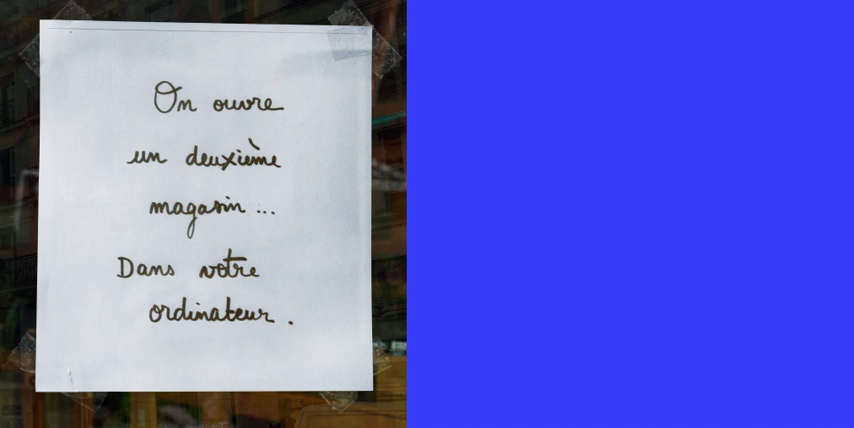 On ouvre
un deuxième
magasin ...
Dans votre
ordinateur.